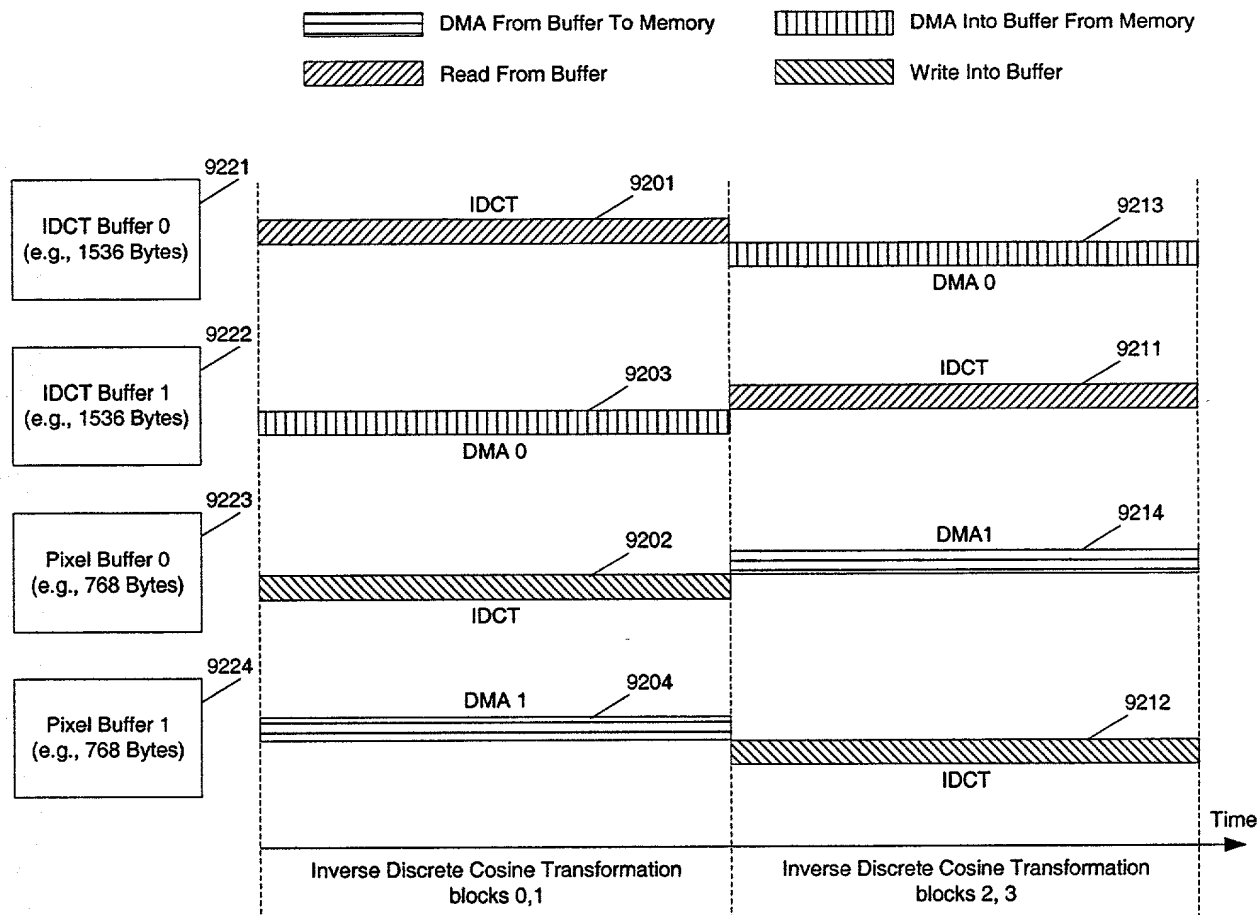 DMA From Buffer To Memory
DMA Into Buffer From Memory
Read From Buffer
Write Into Buffer
9221
IDCT Buffer 0
(e.g., 1536 Bytes)
IDCT
9201
9213
DMA 0
9222
IDCT Buffer 1
(e.g., 1536 Bytes)
9203
DMA 0
IDCT
9211
9223
Pixel Buffer 0
(e.g., 768 Bytes)
9202
IDCT
DMA1
9214
9224
Pixel Buffer 1
(e.g., 768 Bytes)
DMA 1
9204
9212
IDCT
Time
Inverse Discrete Cosine Transformation
blocks 0,1
Inverse Discrete Cosine Transformation
blocks 2, 3